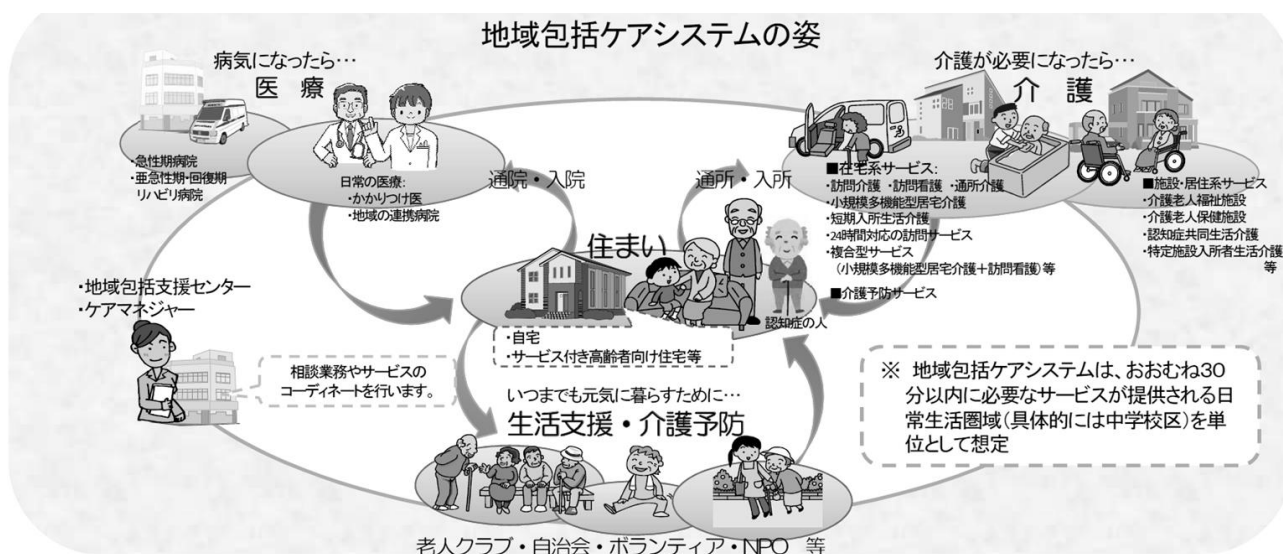 地域包括ケアシステムの姿
病気になったら…
医 療
介護が必要になったら…
介 護
・急性期病院
・亜急性期・回復期
リハビリ病院
日常の医療:
・かかりつけ医
・地域の連携病院
通院・入院
通所・入所
■在宅系サービス:
・訪問介護 ・訪問看護 ・通所介護
・小規模多機能型居宅介護
・短期入所生活介護
・24時間対応の訪問サービス
・複合型サービス
(小規模多機能型居宅介護+訪問看護)等
■介護予防サービス
■施設・居住系サービス
・介護老人福祉施設
・介護老人保健施設
・認知症共同生活介護
・特定施設入所者生活介護
等
住まい
認知症の人
・自宅
・サービス付き高齢者向け住宅等
・地域包括支援センター
・ケアマネジャー
相談業務やサービスの
コーディネートを行います。
いつまでも元気に暮らすために…
生活支援・介護予防
※ 地域包括ケアシステムは、おおむね30
分以内に必要なサービスが提供される日
常生活圏域(具体的には中学校区)を単
位として想定
老人クラブ・自治会・ボランティア・NPO 等